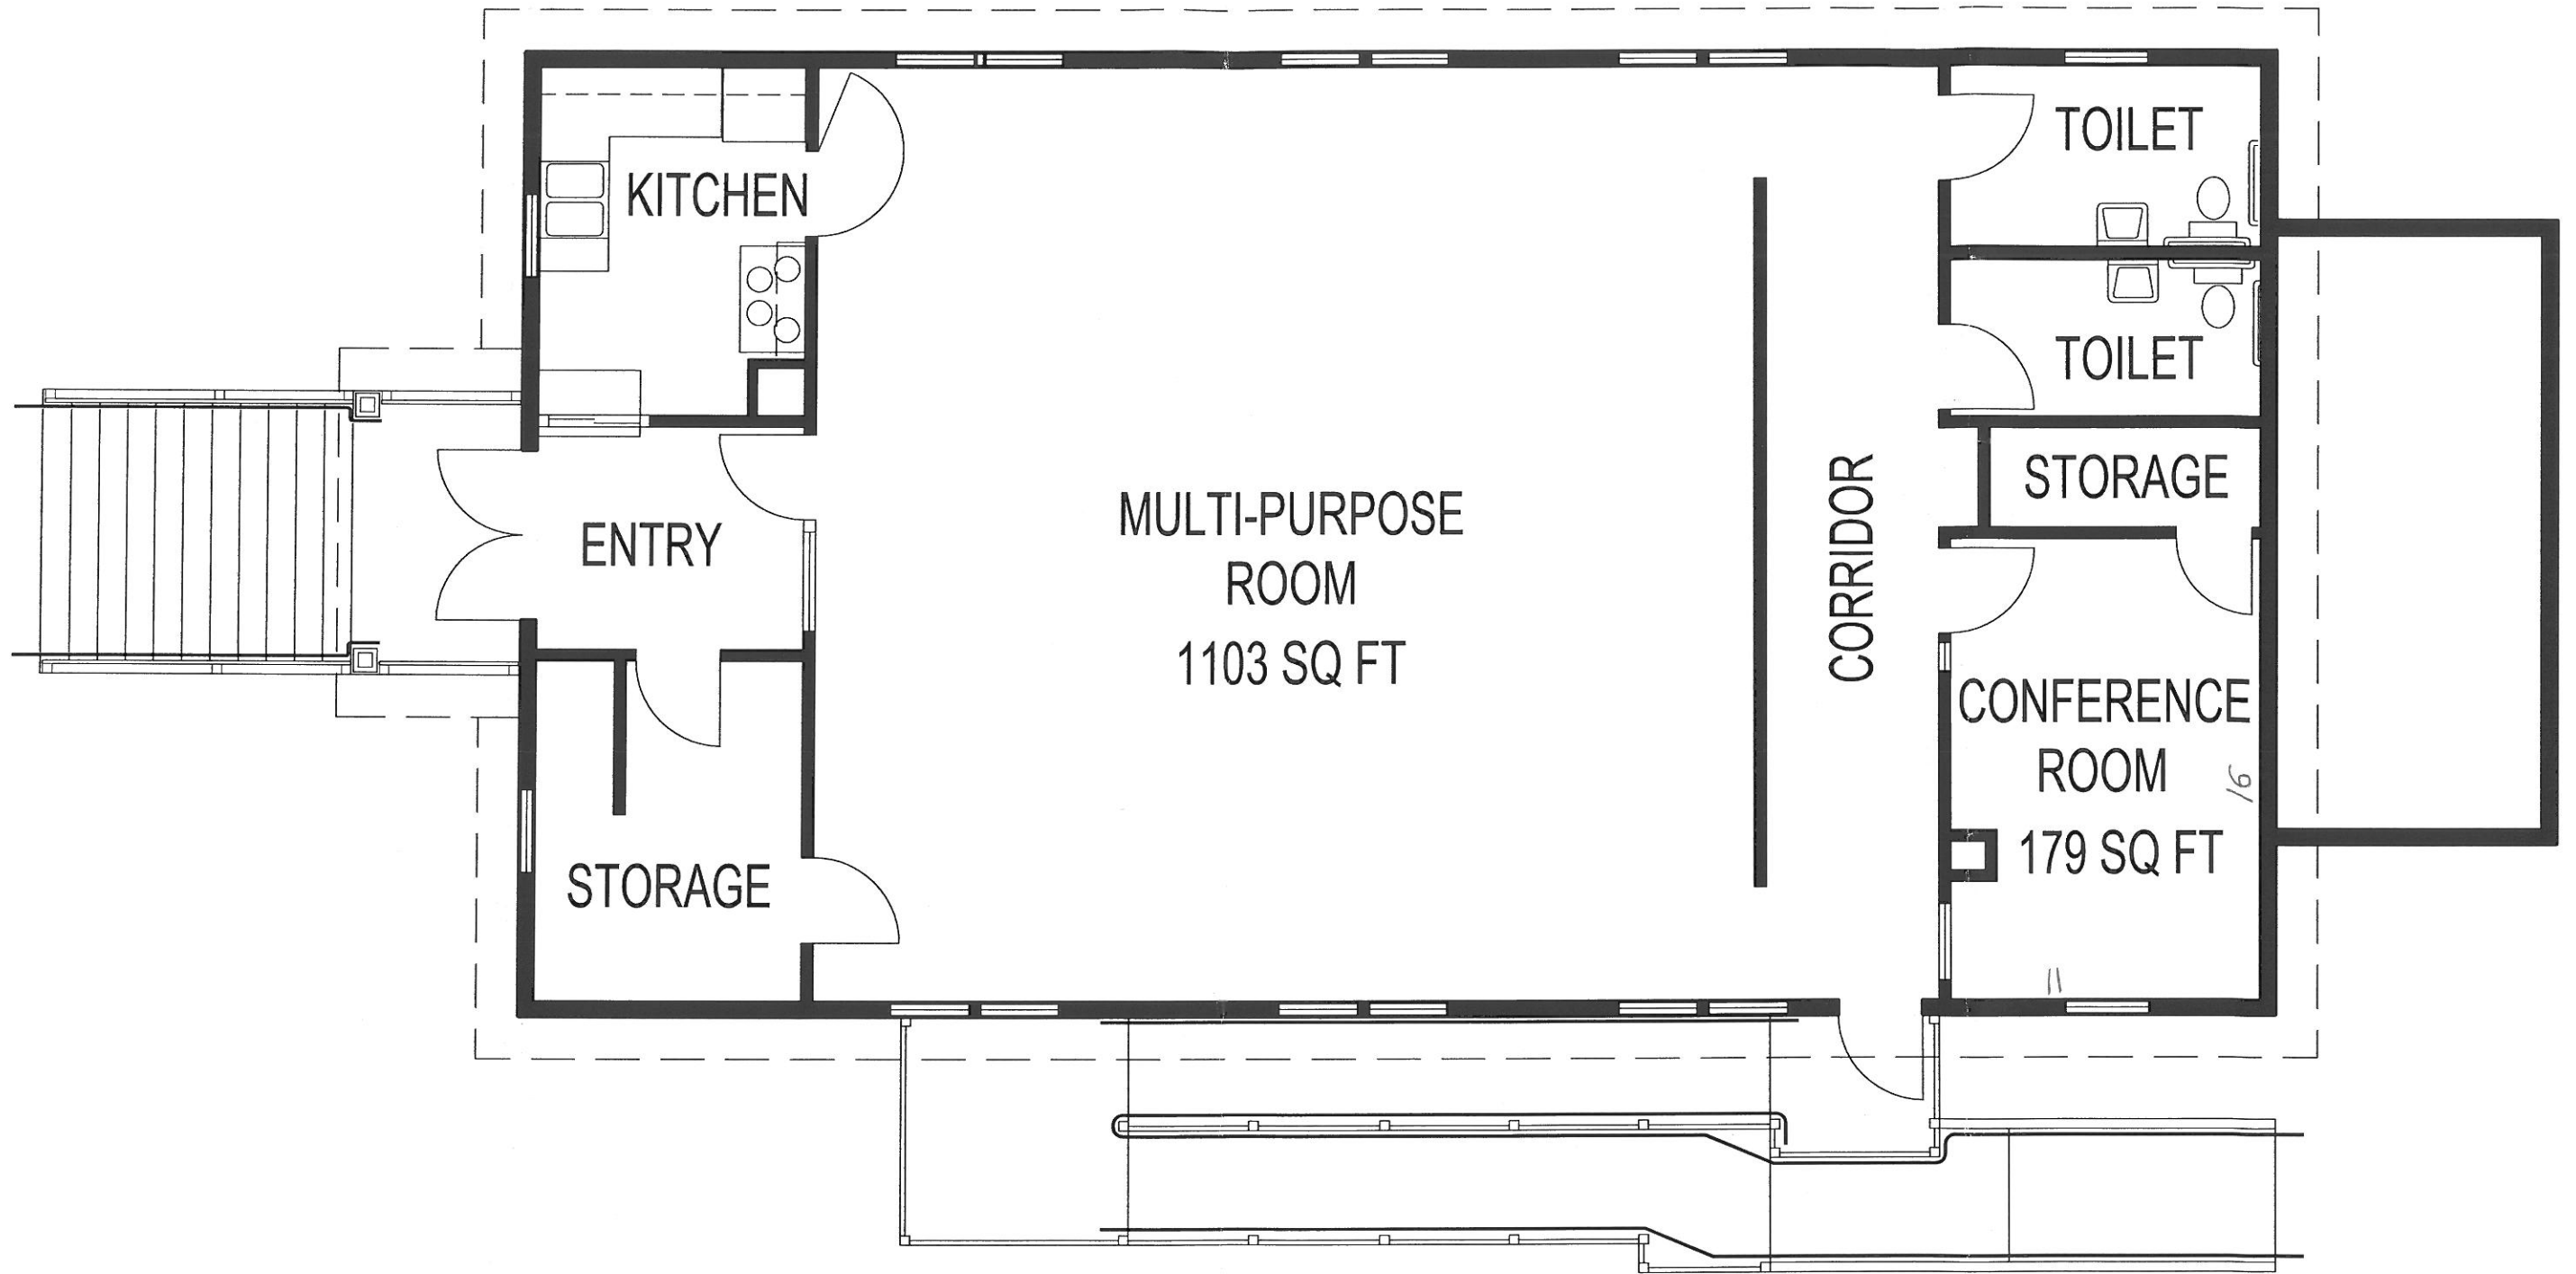 TOILET
KITCHEN
TOILET
STORAGE
MULTI-PURPOSE
ROOM
1103 SQ FT
ENTRY
CORRIDOR
CONFERENCE
ROOM
179 SQ FT
16
STORAGE
11